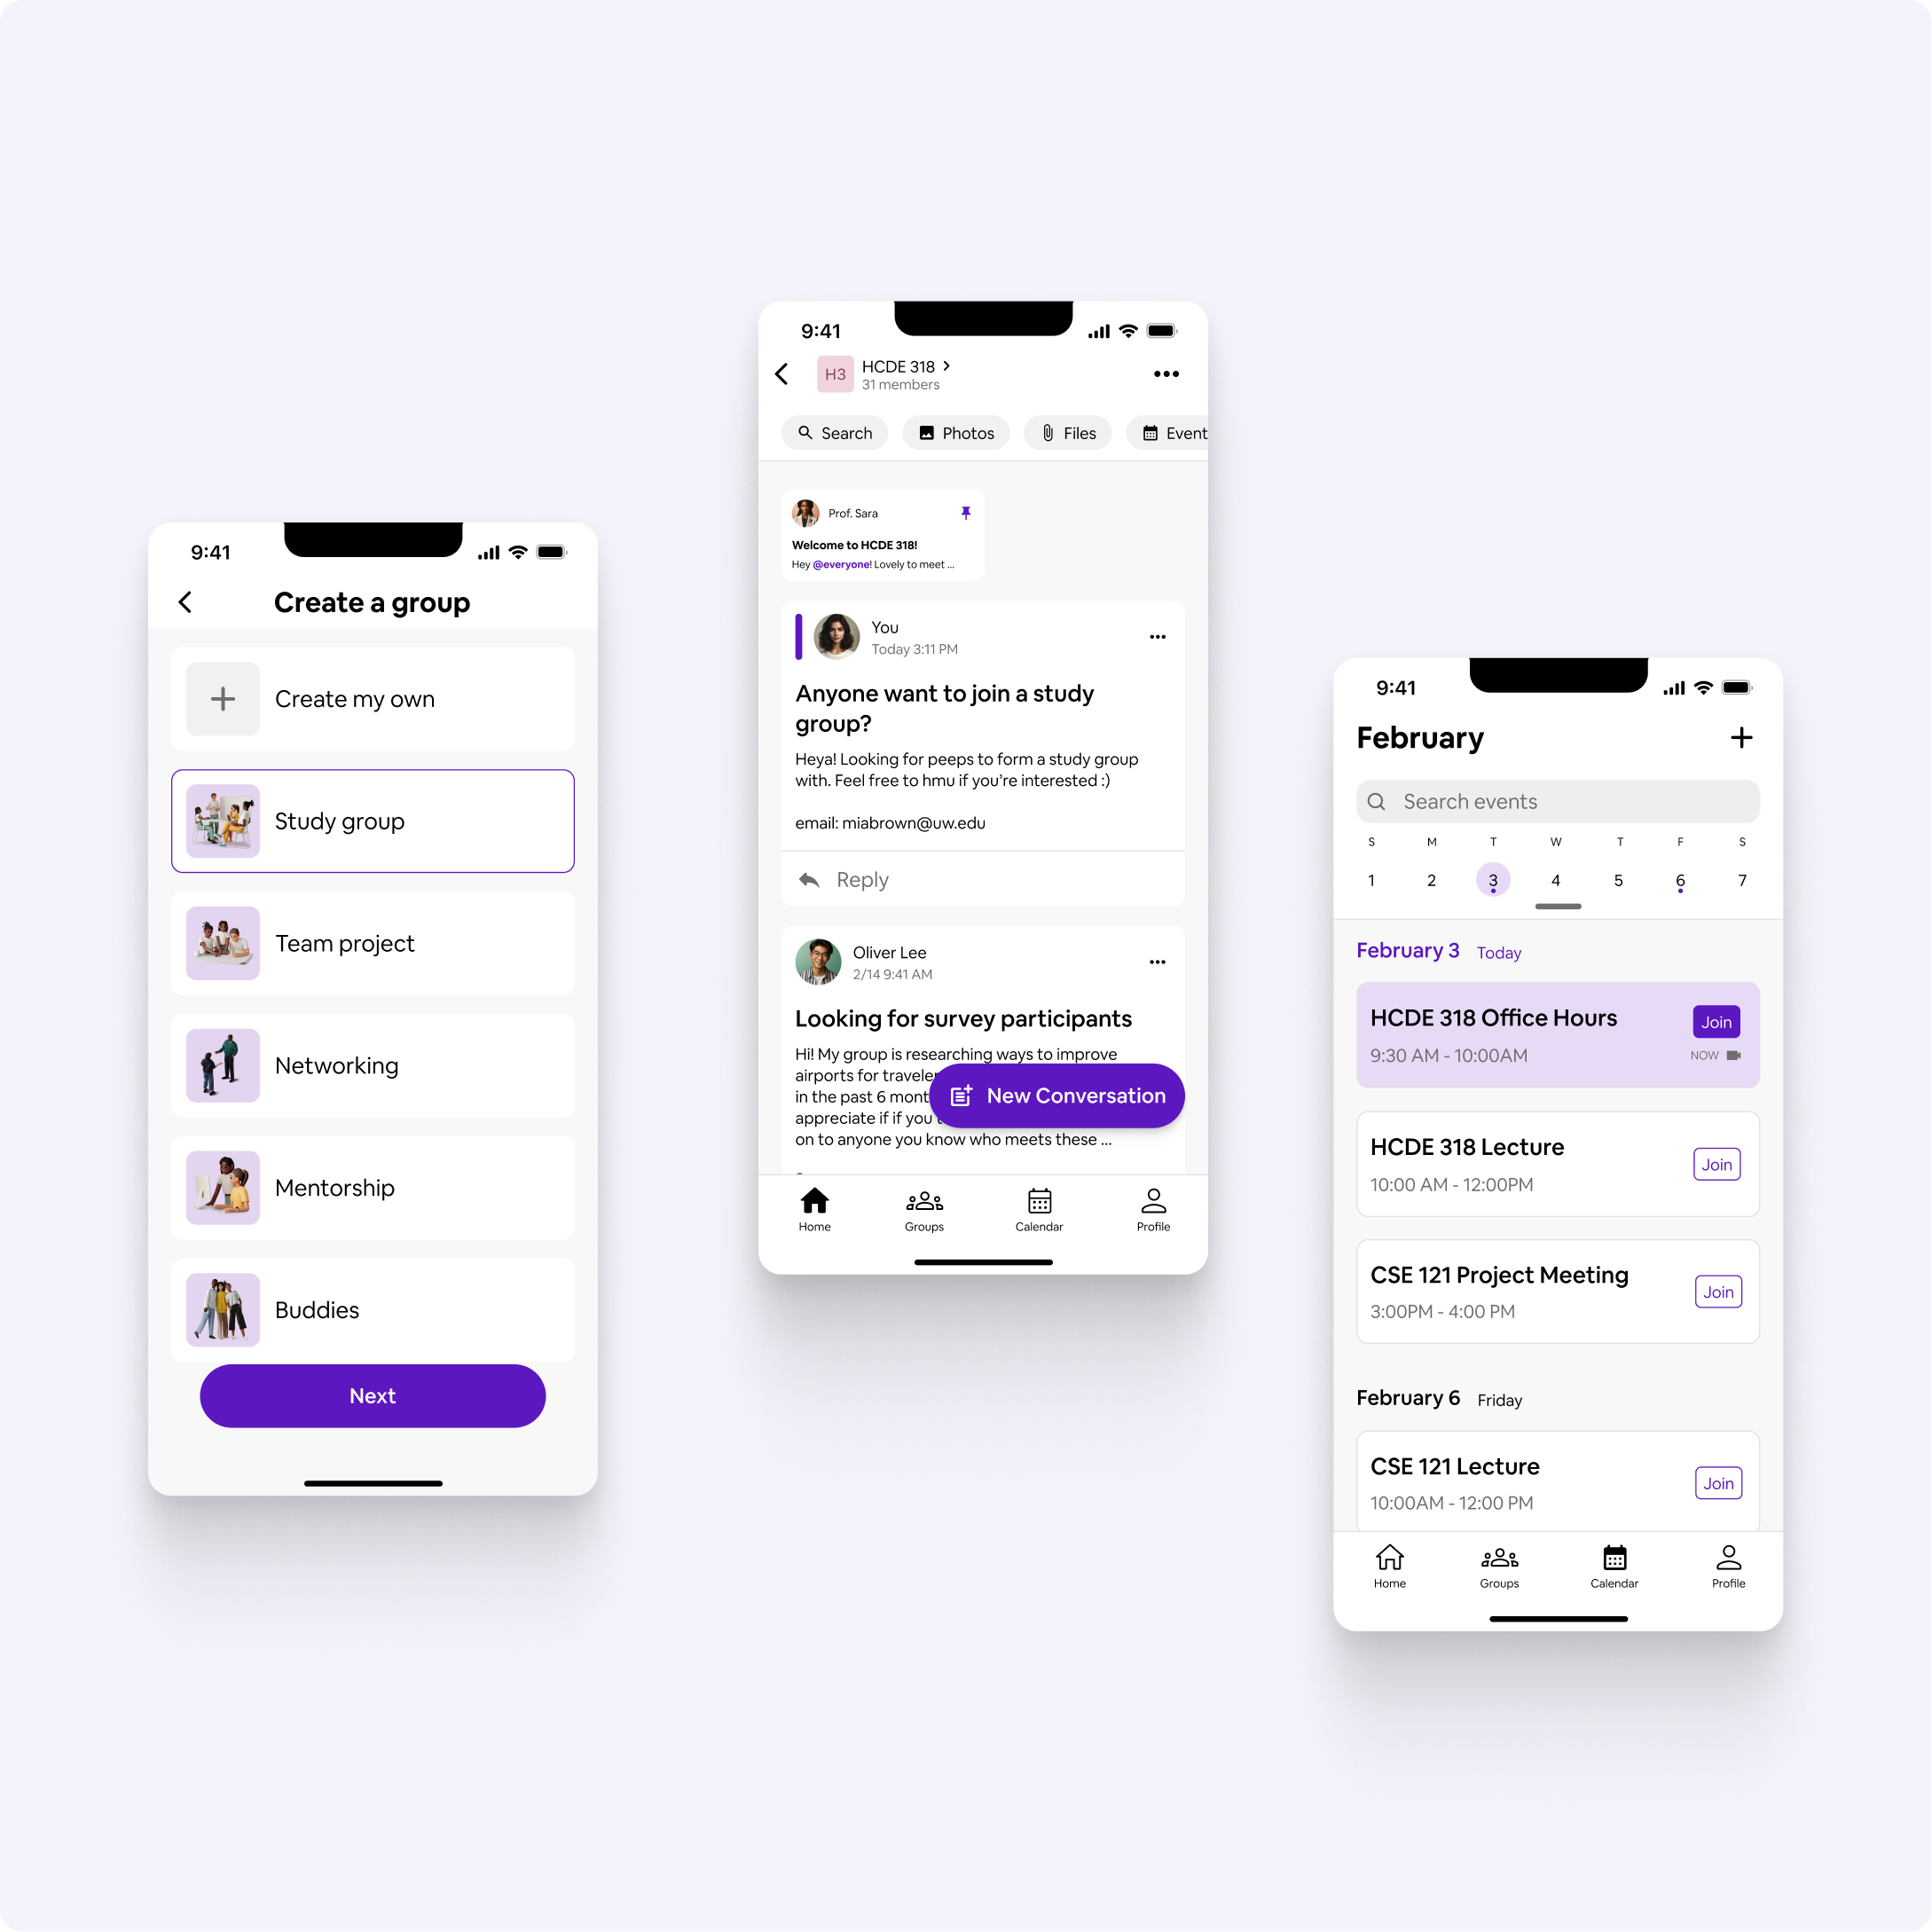 9:41
Create a group
Create my own
Study group
Team project
Networking
Mentorship
Buddies
Next
9:41
H3
HCDE 318
31 members
Search
Photos
Files
Event
Prof. Sara
Welcome to HCDE 318!
Hey @everyone! Lovely to meet ...
You
Today 3:11 PM
Anyone want to join a study
group?
Heya! Looking for peeps to form a study group
with. Feel free to hmu if you're interested :)
email: miabrown@uw.edu
Reply
Oliver Lee
2/14 9:41 AM
Looking for survey participants
Hi! My group is researching ways to improve
airports for
in the past 6
appreciate if if you
on to anyone you know who meets these ...
New Conversation
Home
Groups
Calendar
Profile
9:41
February
Search events
S M T W T F S
1 2 3 4 5 6 7
February 3 Today
HCDE 318 Office Hours
Join
9:30 AM - 10:00AM
NOW
HCDE 318 Lecture
Join
10:00 AM - 12:00PM
CSE 121 Project Meeting
Join
3:00PM - 4:00 PM
February 6 Friday
CSE 121 Lecture
Join
10:00AM - 12:00 PM
Home
Groups
Calendar
Profile